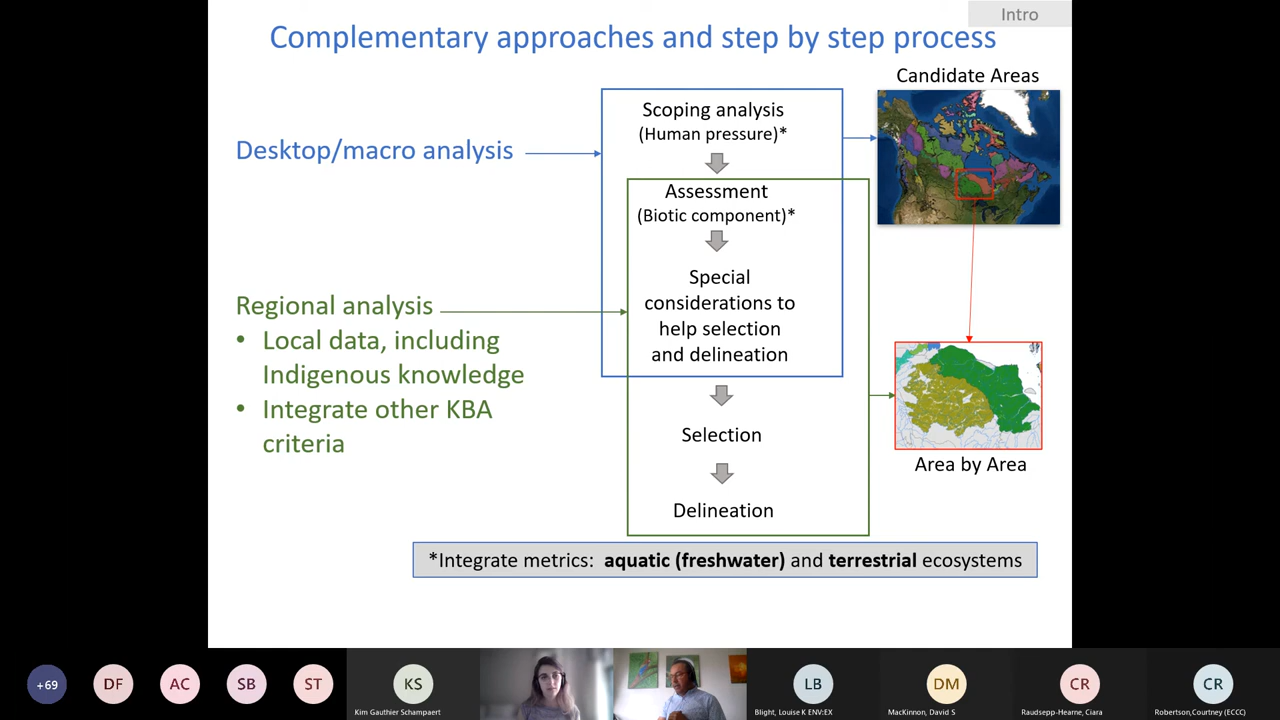 Intro
Complementary approaches and step by step process
Candidate Areas
Scoping analysis
(Human pressure)*
Desktop/macro analysis
Assessment
(Biotic component)*
Special
considerations to
help selection
and delineation
Regional analysis
• Local data, including
Indigenous knowledge
• Integrate other KBA
criteria
Selection
Area by Area
Delineation
*Integrate metrics: aquatic (freshwater) and terrestrial ecosystems
+69
DF
AC
SB
ST
KS
LB
DM
CR
CR
Kim Gauthier Schampaert
Blight, Louise K ENV:EX
MacKinnon, David S
Raudsepp-Hearne, Ciara
Robertson,Courtney (ECCC)